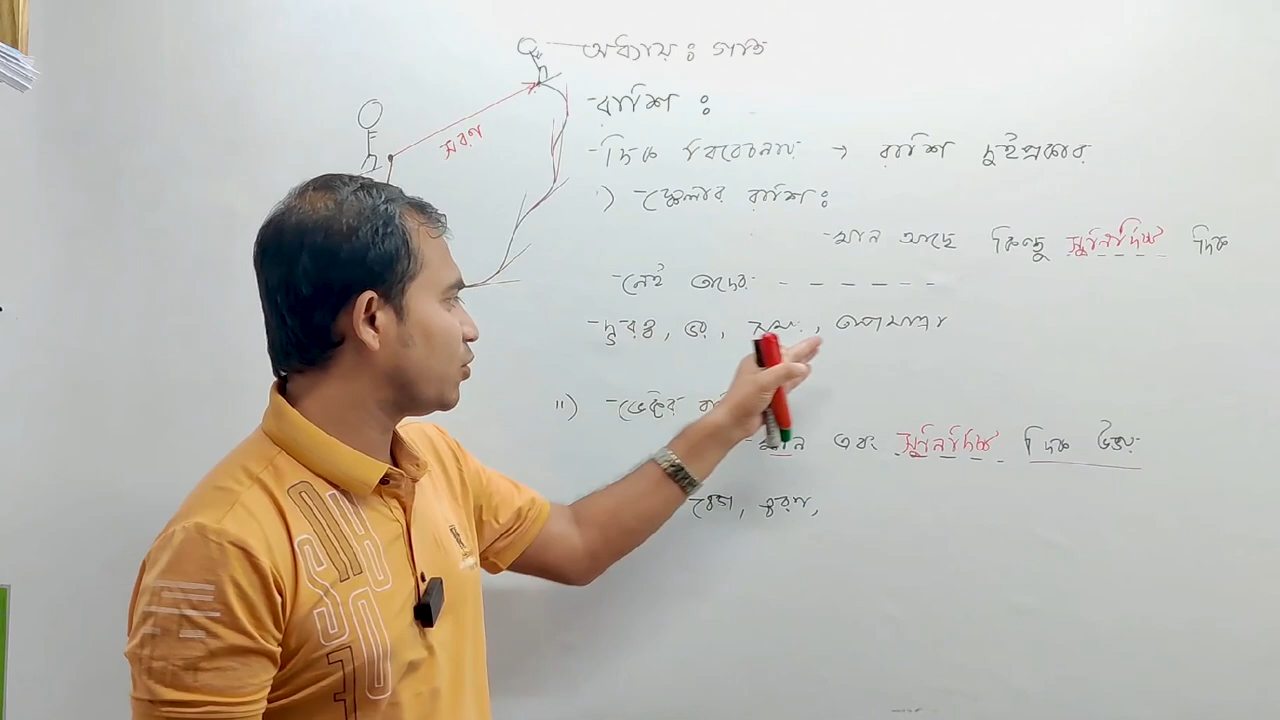 অধ্যায় : গতি
সরণ
রাশি :
দিক বিবেচনায় → রাশি দুইপ্রকার
i) স্কেলার রাশি :
মান আছে কিন্তু সুনির্দিষ্ট দিক
নেই তাদের - - - - - -
দূরত্ব, ভর, সময়, তাপমাত্রা
ii) ভেক্টর
মান এবং সুনির্দিষ্ট দিক উভয়
বেগ, ত্বরণ,